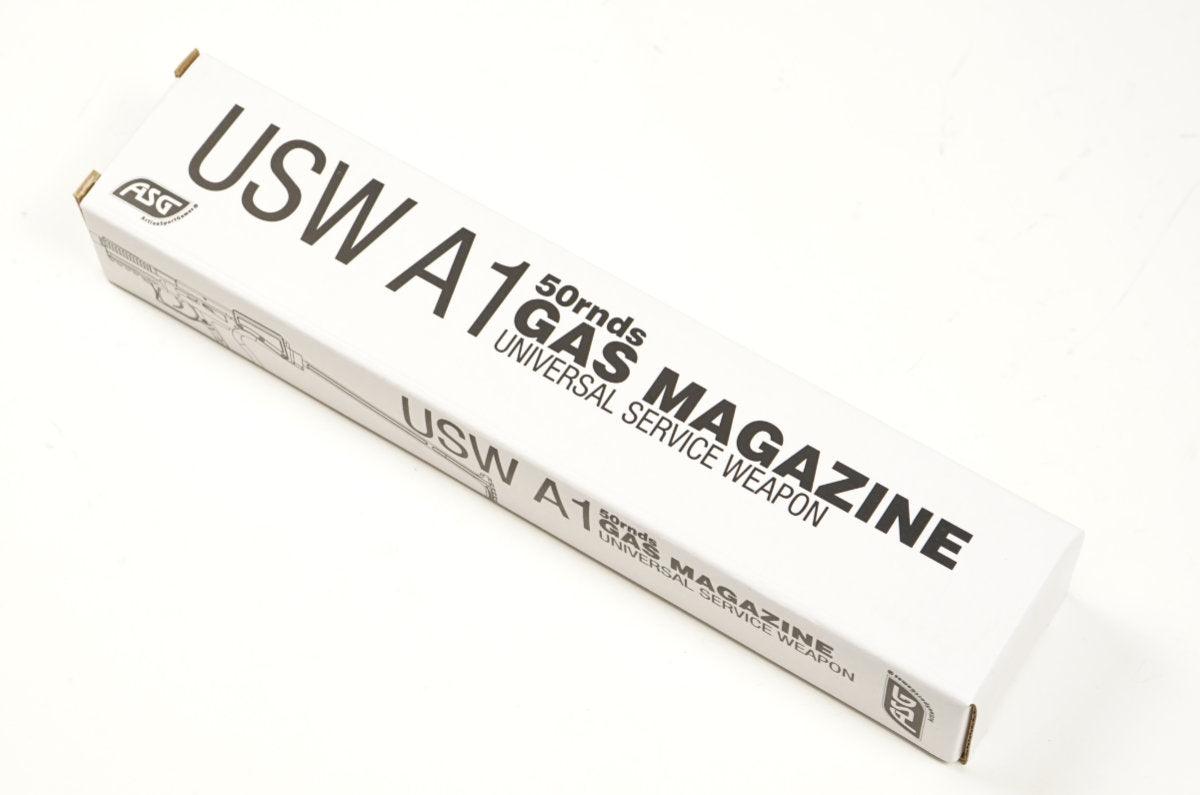 ASG
ActionSportGames®
USW A1
50rnds
GAS MAGAZINE
UNIVERSAL SERVICE WEAPON
USW A1
50rnds
GAS MAGAZINE
UNIVERSAL SERVICE WEAPON
ASG
ActionSportGames®